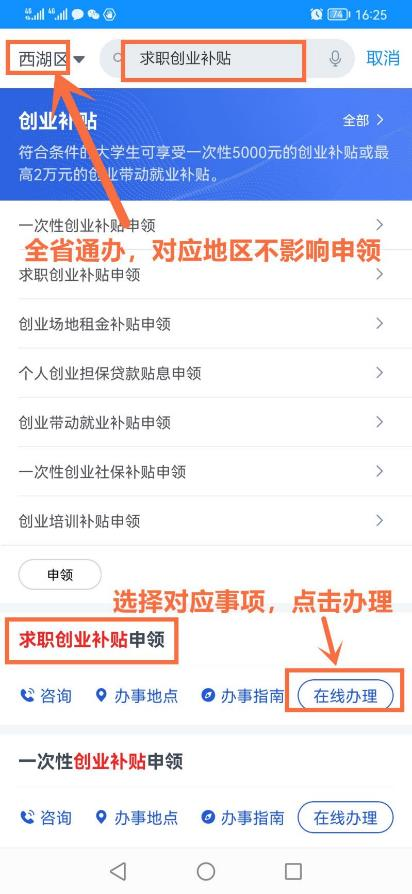 16:25
74
西湖区
求职创业补贴
取消
创业补贴
全部
符合条件的大学生可享受一次性5000元的创业补贴或最
高2万元的创业带动就业补贴。
一次性创业补贴申领
全省通办，对应地区不影响申领
求职创业补贴申领
创业场地租金补贴申领
个人创业担保贷款贴息申领
创业带动就业补贴申领
一次性创业社保补贴申领
创业培训补贴申领
申领
选择对应事项，点击办理
求职创业补贴申领
咨询 办事地点 办事指南 在线办理
一次性创业补贴申领
咨询 办事地点 办事指南 在线办理